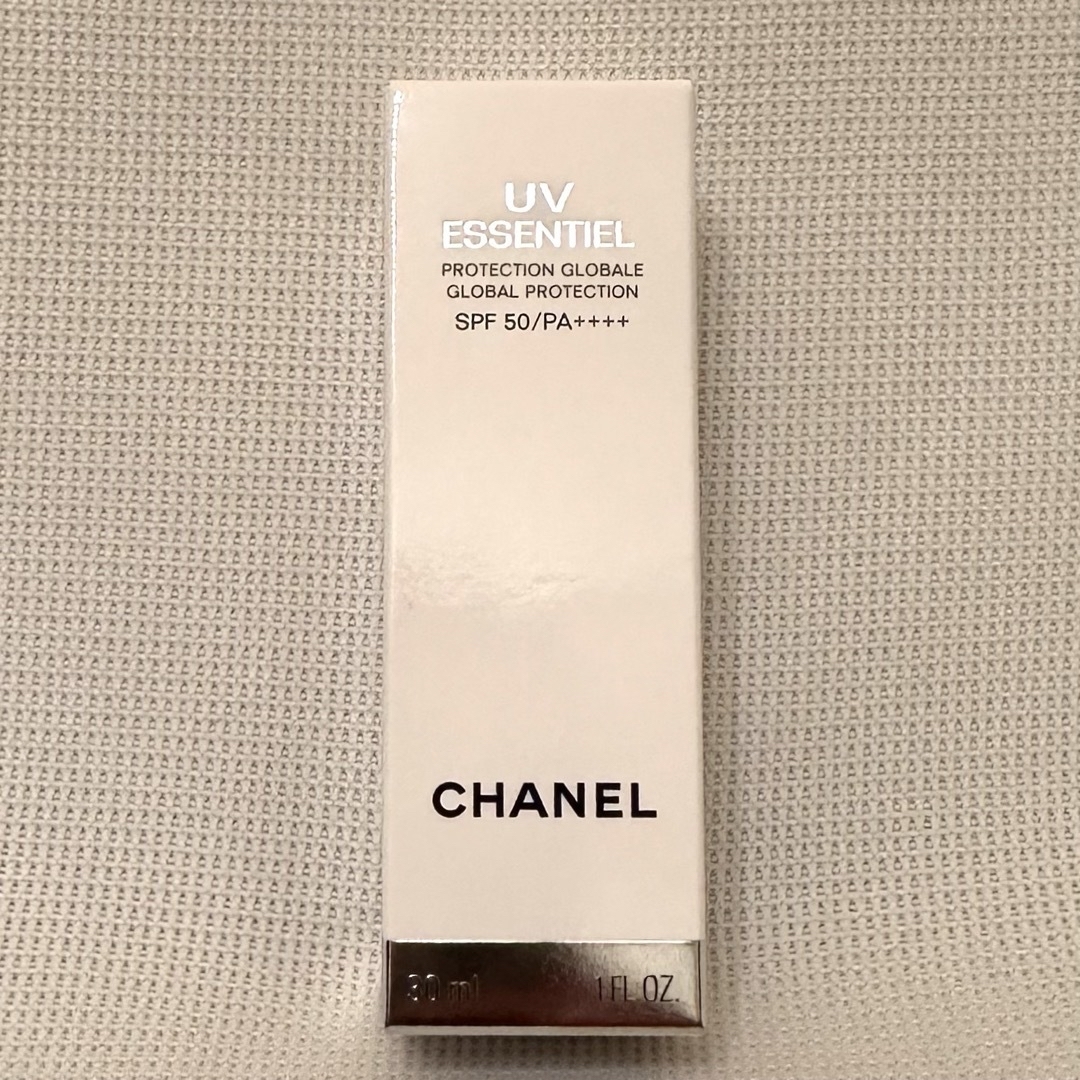 UV
ESSENTIEL
PROTECTION GLOBALE
GLOBAL PROTECTION
SPF 50/PA++++
CHANEL
30 ml 1 FL OZ.